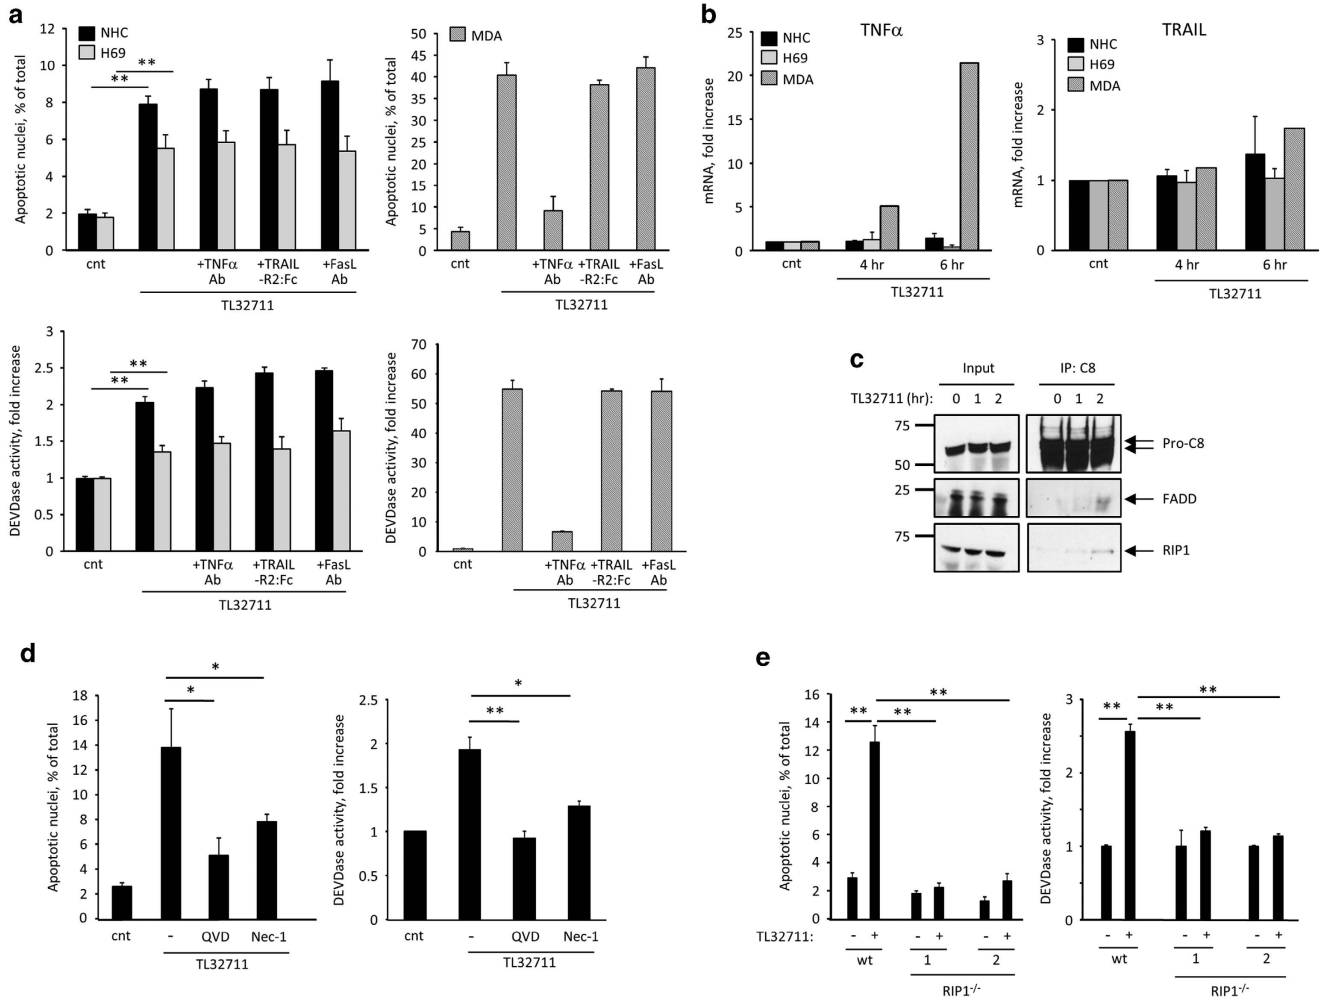 a
Apoptotic nuclei, % of total
12
10
8
6
4
2
0
NHC
H69
**
**
cnt
+TNFα Ab
+TRAIL -R2:Fc
+FasL Ab
TL32711
Apoptotic nuclei, % of total
50
45
40
35
30
25
20
15
10
5
0
MDA
cnt
+TNFα Ab
+TRAIL -R2:Fc
+FasL Ab
TL32711
DEVDase activity, fold increase
3
2.5
2
1.5
1
0.5
0
**
**
cnt
+TNFα Ab
+TRAIL -R2:Fc
+FasL Ab
TL32711
DEVDase activity, fold increase
70
60
50
40
30
20
10
0
cnt
+TNFα Ab
+TRAIL -R2:Fc
+FasL Ab
TL32711
b
TNFα
mRNA, fold increase
25
20
15
10
5
0
NHC
H69
MDA
cnt
4 hr
6 hr
TL32711
TRAIL
mRNA, fold increase
3
2
1
0
NHC
H69
MDA
cnt
4 hr
6 hr
TL32711
c
Input
IP: C8
TL32711 (hr): 0 1 2 0 1 2
75
50
Pro-C8
25
FADD
75
RIP1
d
Apoptotic nuclei, % of total
18
16
14
12
10
8
6
4
2
0
*
*
cnt
-
QVD
Nec-1
TL32711
DEVDase activity, fold increase
2.5
2
1.5
1
0.5
0
*
**
cnt
-
QVD
Nec-1
TL32711
e
Apoptotic nuclei, % of total
16
14
12
10
8
6
4
2
0
**
**
**
TL32711: - + - + - +
wt
1
2
RIP1-/-
DEVDase activity, fold increase
3
2
1
0
**
**
**
- + - + - +
wt
1
2
RIP1-/-